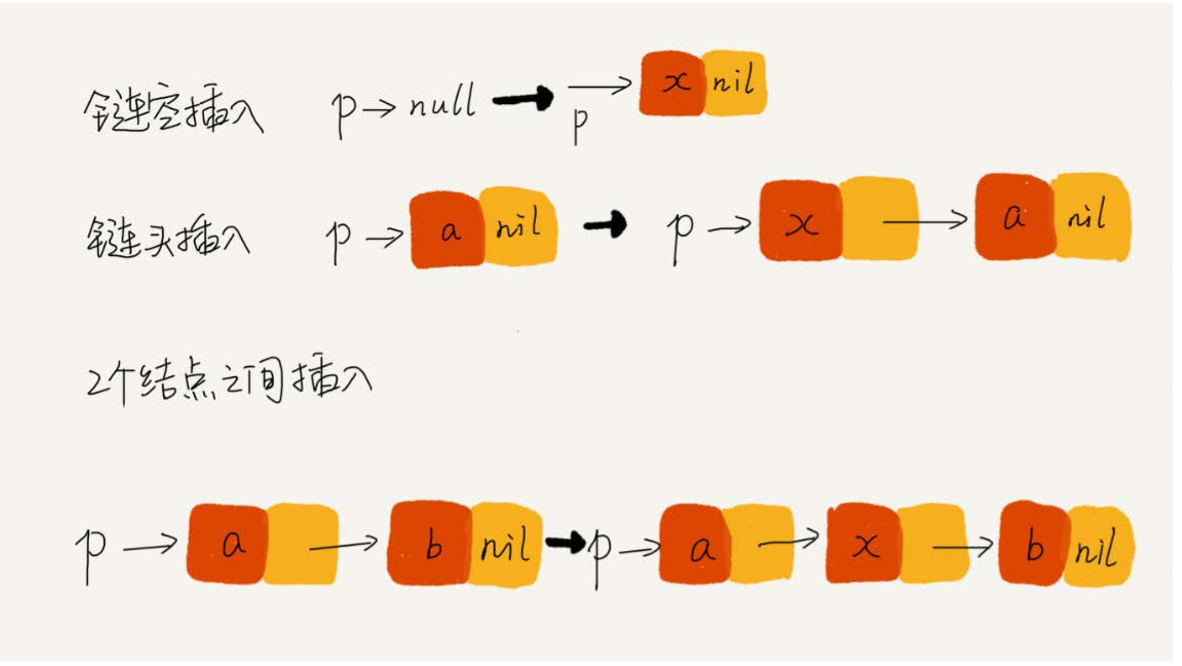 链空插入 p→null → p → x nil
链头插入 p → a nil → p → x → a nil
2个结点之间插入
p → a → b nil → p → a → x → b nil